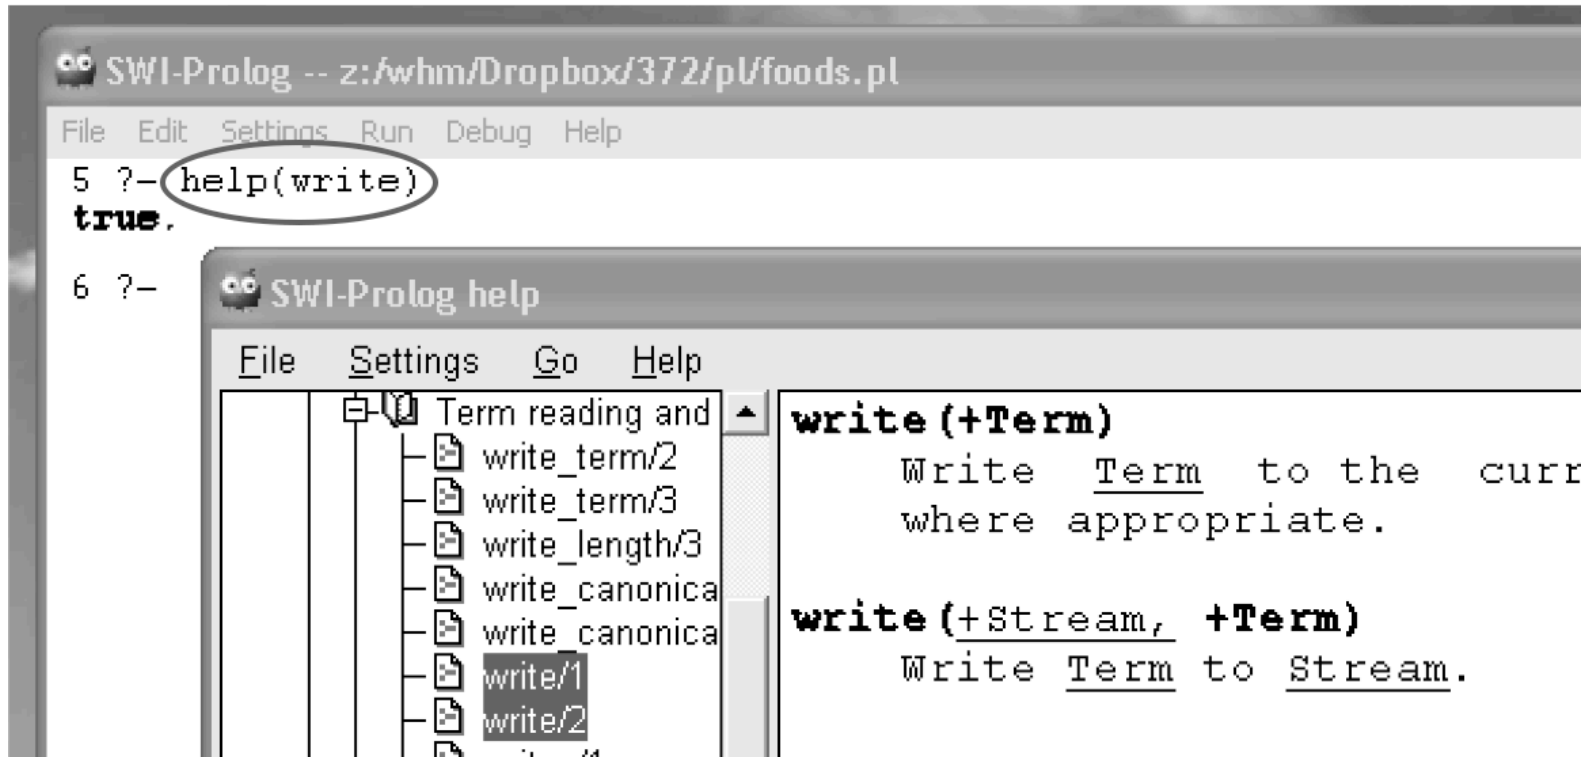 SWI-Prolog -- z:/whm/Dropbox/372/pl/foods.pl
File Edit Settings Run Debug Help
5 ?- help(write)
true.
6 ?-
SWI-Prolog help
File Settings Go Help
Term reading and
write_term/2
write_term/3
write_length/3
write_canonica
write_canonica
write/1
write/2
write(+Term)
Write Term to the curr
where appropriate.
write(+Stream, +Term)
Write Term to Stream.